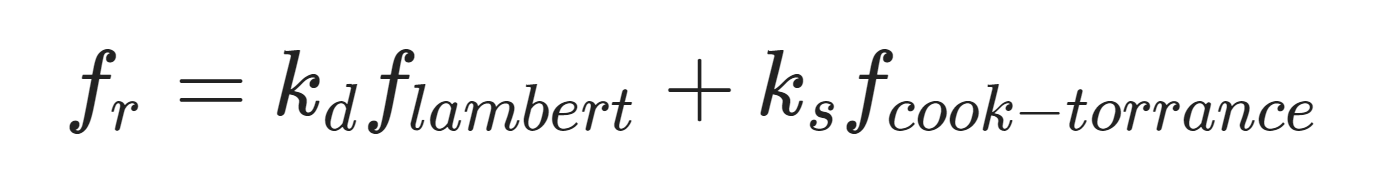 f_r = k_d f_{lambert} + k_s f_{cook-torrance}